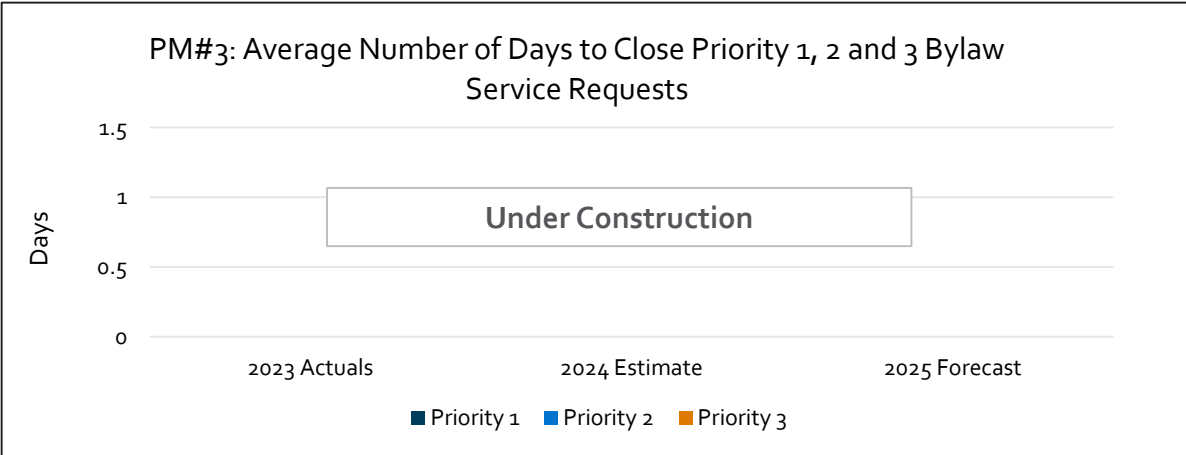 PM#3: Average Number of Days to Close Priority 1, 2 and 3 Bylaw
Service Requests
1.5
1
0.5
0
Days
Under Construction
2023 Actuals 2024 Estimate 2025 Forecast
Priority 1 Priority 2 Priority 3